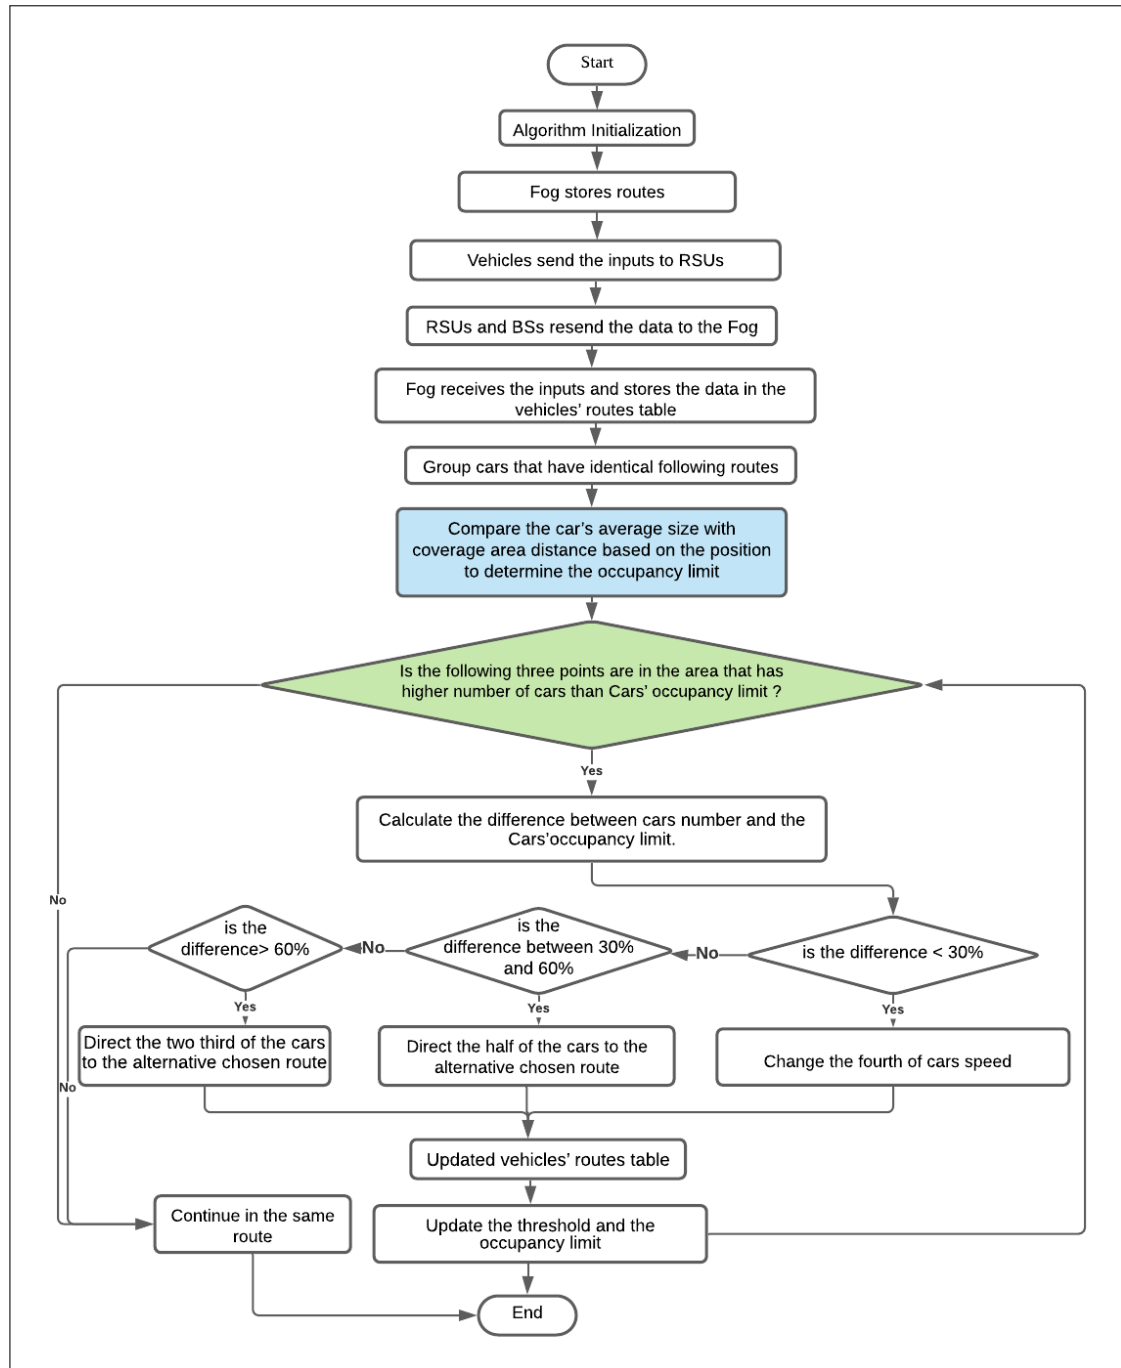 Start
Algorithm Initialization
Fog stores routes
Vehicles send the inputs to RSUs
RSUs and BSs resend the data to the Fog
Fog receives the inputs and stores the data in the
vehicles' routes table
Group cars that have identical following routes
Compare the car's average size with
coverage area distance based on the position
to determine the occupancy limit
Is the following three points are in the area that has
higher number of cars than Cars' occupancy limit ?
Yes
Calculate the difference between cars number and the
Cars'occupancy limit.
No
is the
difference> 60%
No
is the
difference between 30%
and 60%
No
is the difference < 30%
Yes
Yes
Yes
Direct the two third of the cars
to the alternative chosen route
Direct the half of the cars to the
alternative chosen route
Change the fourth of cars speed
No
Updated vehicles' routes table
Continue in the same
route
Update the threshold and the
occupancy limit
End